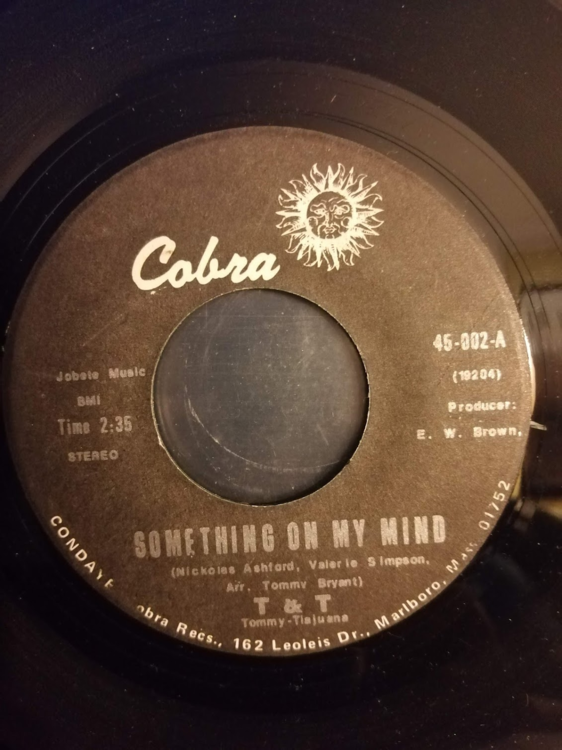 Cobra
45-002-A
(19204)
Producer:
E. W. Brown,
Jobete Music
BMI
Time 2:35
STEREO
SOMETHING ON MY MIND
(Nickolas Ashford, Valerie Simpson,
Arr. Tommy Bryant)
T & T
Tommy-Tiajuana
Recs., 162 Leoleis Dr., Marlboro, Mass. 01752